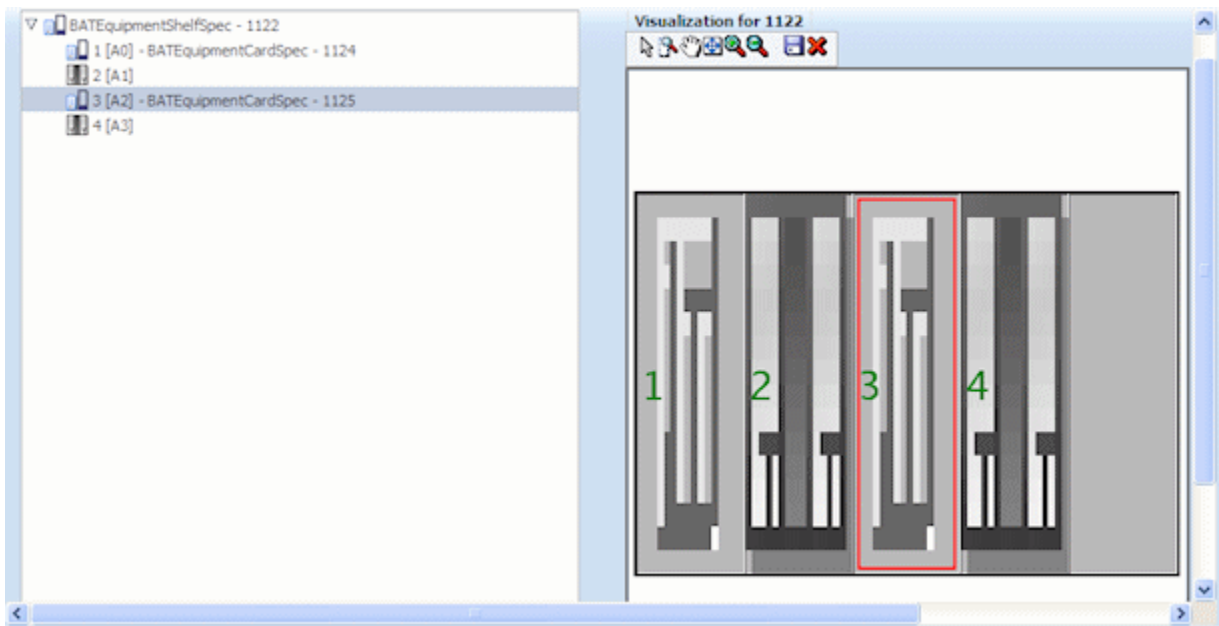 BATEquipmentShelfSpec - 1122
1 [A0] - BATEquipmentCardSpec - 1124
2 [A1]
3 [A2] - BATEquipmentCardSpec - 1125
4 [A3]
Visualization for 1122
1 2 3 4